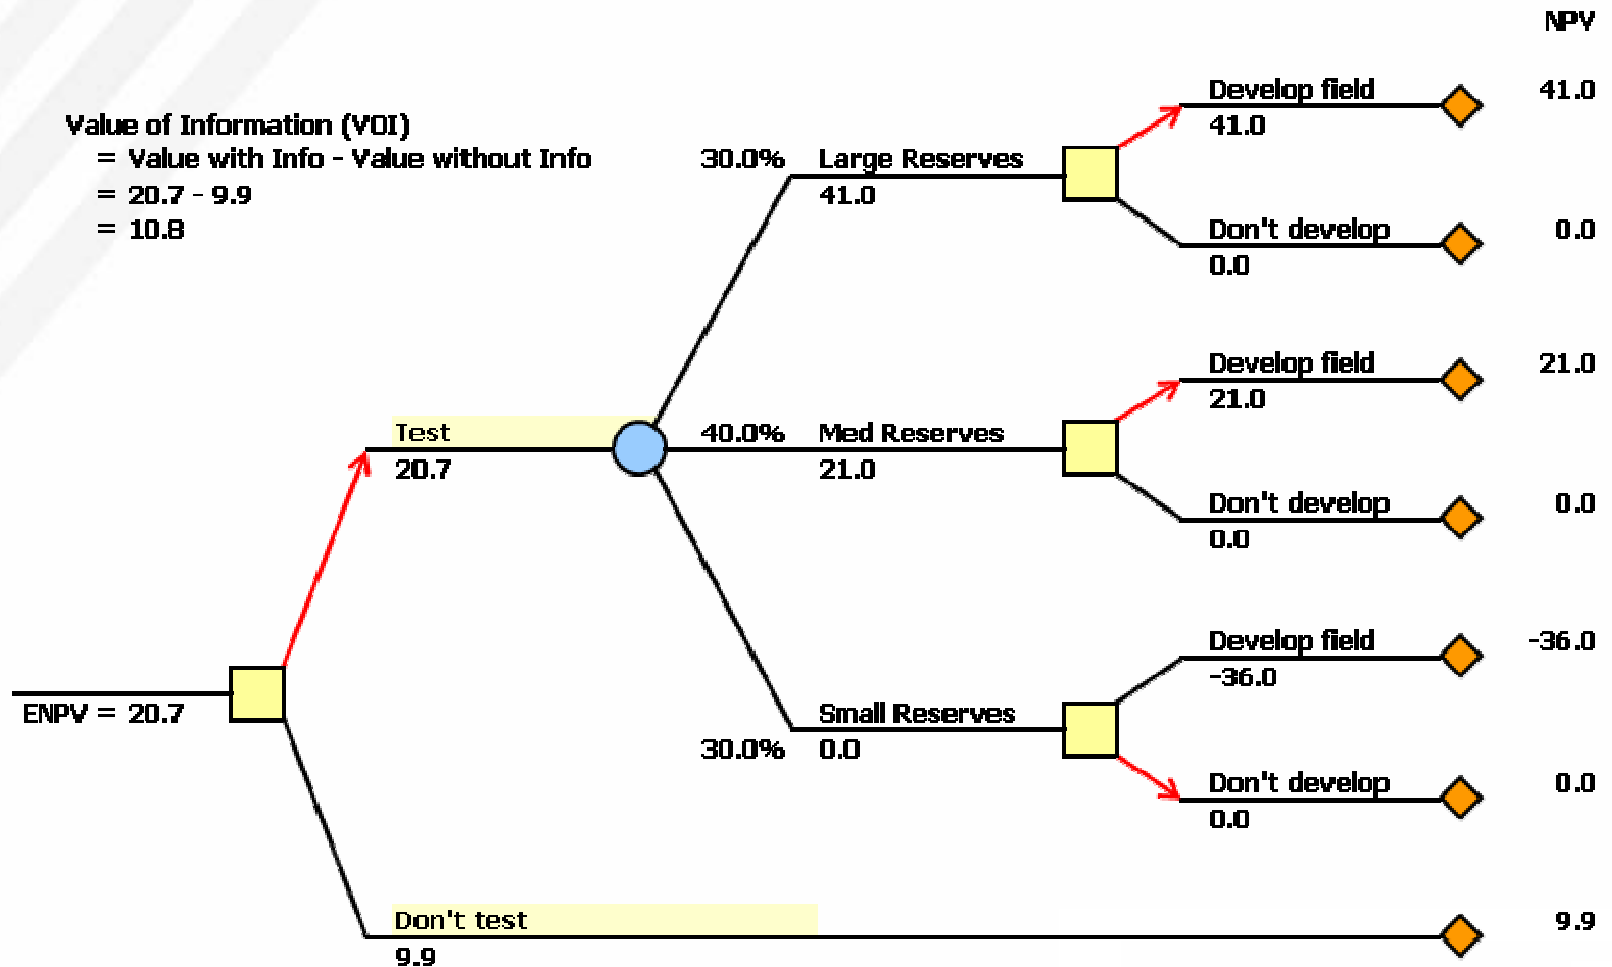 NPV
Develop field
41.0
41.0
Value of Information (VOI)
= Value with Info - Value without Info
= 20.7 - 9.9
= 10.8
30.0%
Large Reserves
41.0
Don't develop
0.0
0.0
Develop field
21.0
21.0
Test
20.7
40.0%
Med Reserves
21.0
Don't develop
0.0
0.0
Develop field
-36.0
-36.0
ENPV = 20.7
Small Reserves
30.0%
0.0
Don't develop
0.0
0.0
Don't test
9.9
9.9